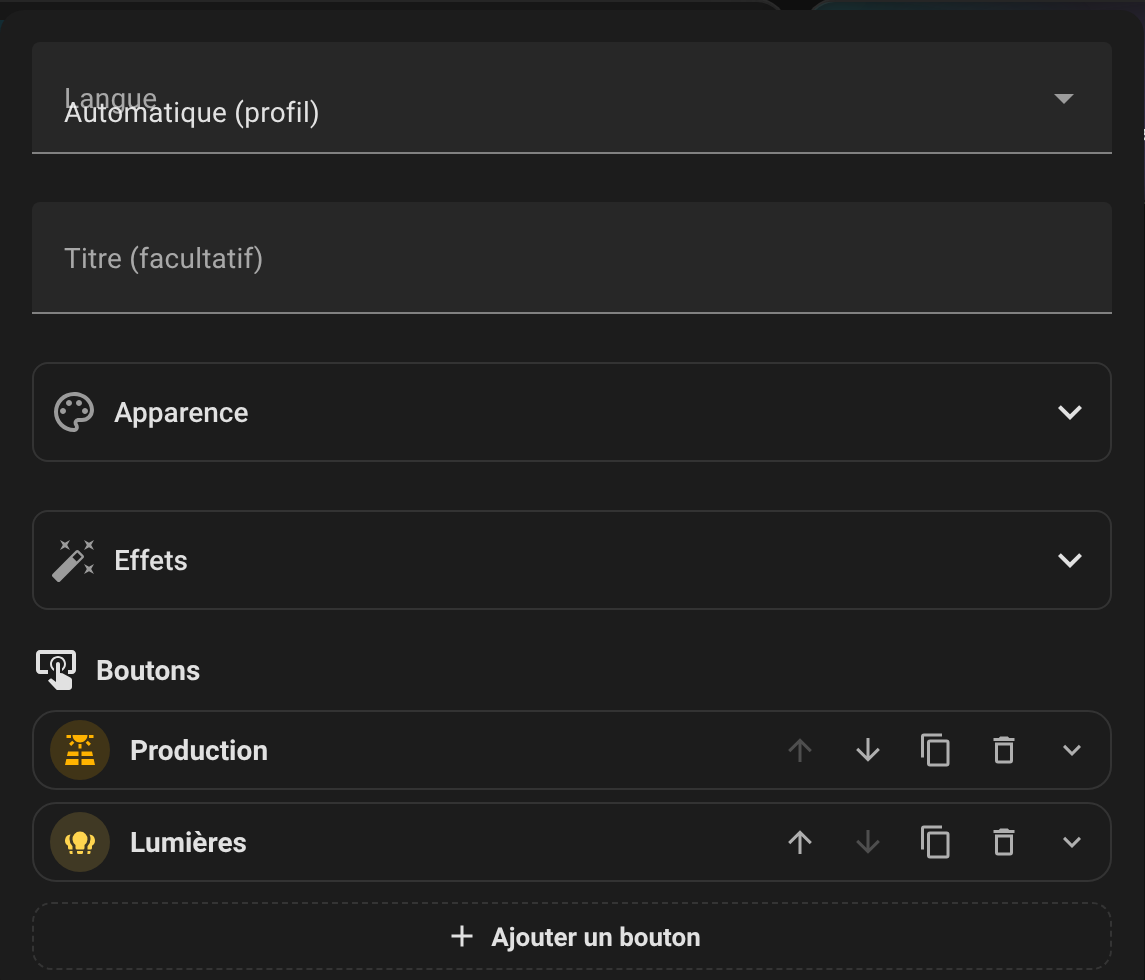 Langue
Automatique (profil)
Titre (facultatif)
Apparence
Effets
Boutons
Production
Lumières
Ajouter un bouton